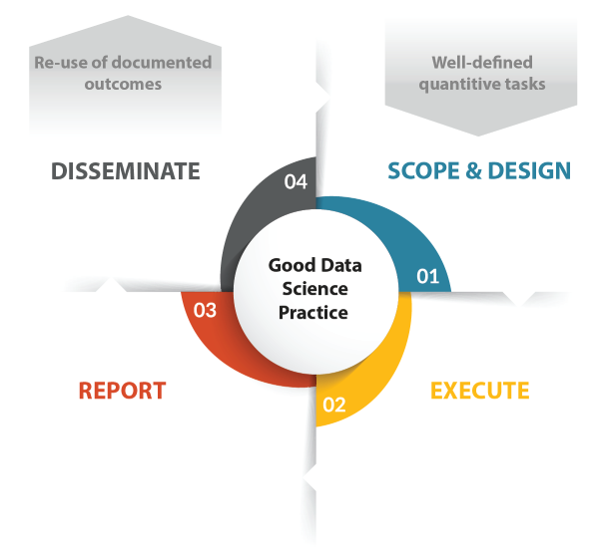 Re-use of documented
outcomes
Well-defined
quantitive tasks
DISSEMINATE
SCOPE & DESIGN
04
01
Good Data
Science
Practice
03
02
REPORT
EXECUTE